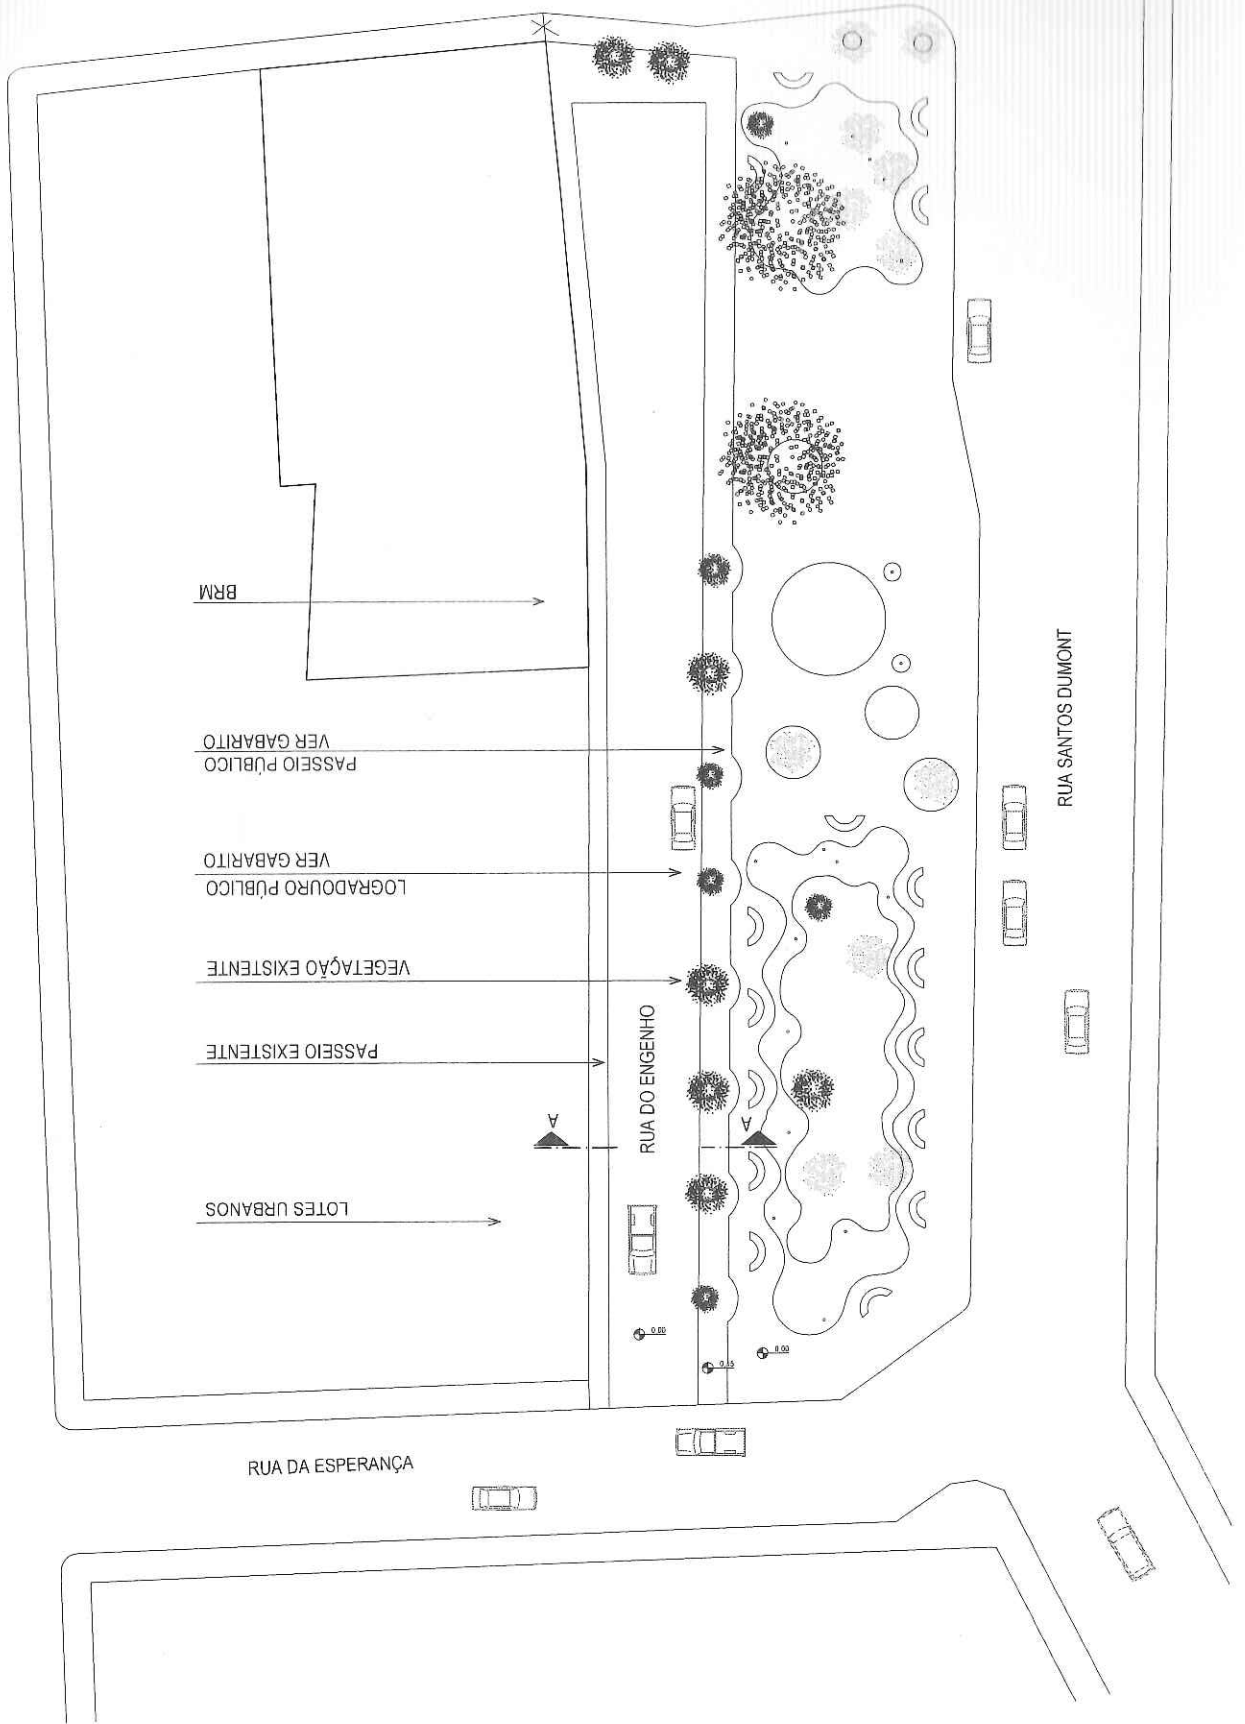 BRM
PASSEIO PÚBLICO
VER GABARITO
LOGRADOURO PÚBLICO
VER GABARITO
VEGETAÇÃO EXISTENTE
PASSEIO EXISTENTE
A
A
LOTES URBANOS
RUA DO ENGENHO
RUA SANTOS DUMONT
0.00
0.15
0.00
RUA DA ESPERANÇA